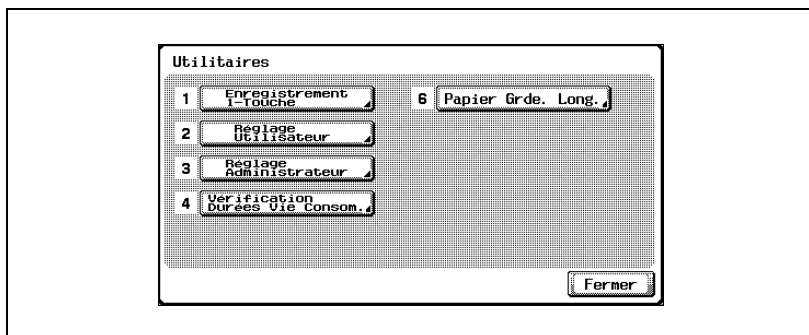 Utilitaires
1 Enregistrement
1-Touche
2 Réglage
Utilisateur
3 Réglage
Administrateur
4 Vérification
Durées Vie Consom.
6 Papier Grde. Long.
Fermer